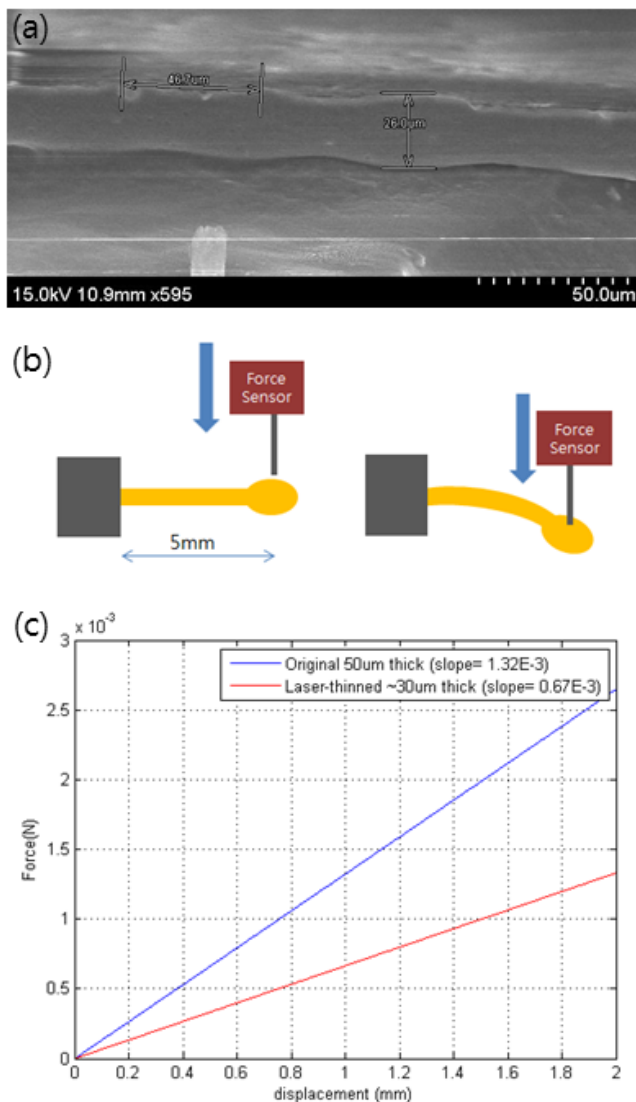 (a)
46.7um
26.0um
15.0kV 10.9mm x595
50.0um
(b)
Force
Sensor
Force
Sensor
5mm
(c)
x 10⁻³
Original 50um thick (slope= 1.32E-3)
Laser-thinned ~30um thick (slope= 0.67E-3)
3
2.5
2
1.5
1
0.5
0
Force(N)
0 0.2 0.4 0.6 0.8 1 1.2 1.4 1.6 1.8 2
displacement (mm)